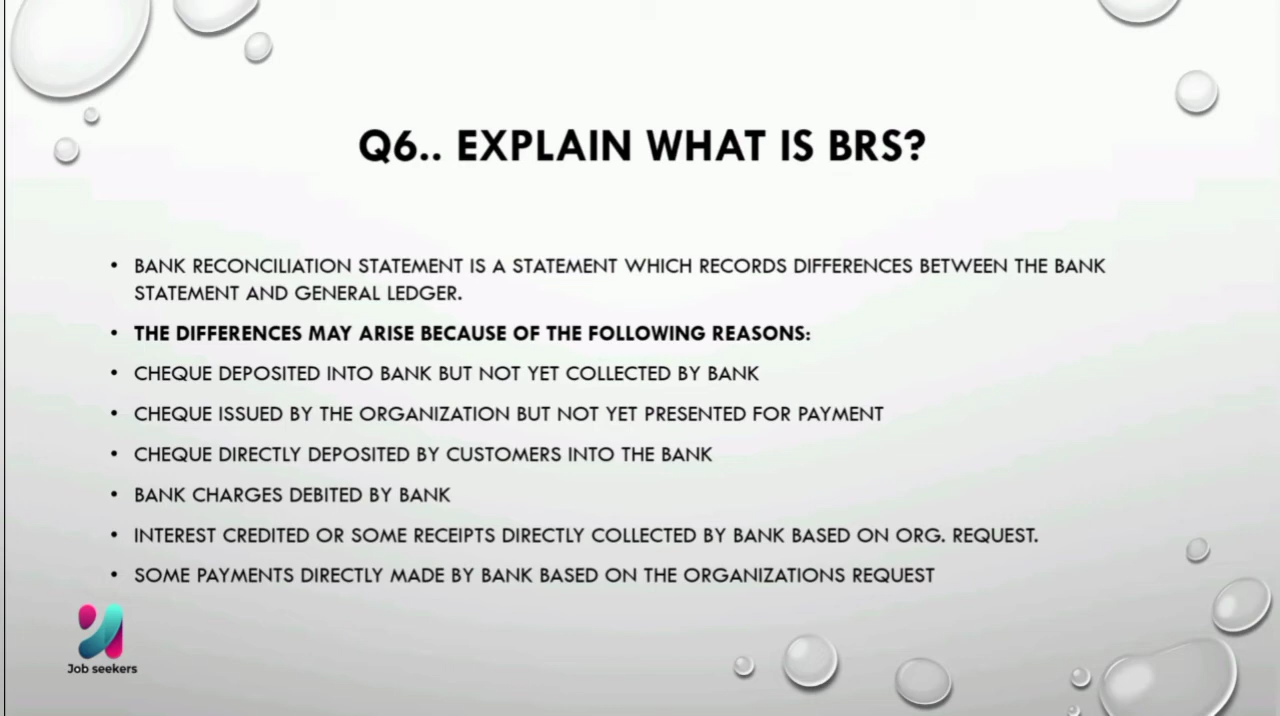 Q6.. EXPLAIN WHAT IS BRS?
• BANK RECONCILIATION STATEMENT IS A STATEMENT WHICH RECORDS DIFFERENCES BETWEEN THE BANK
STATEMENT AND GENERAL LEDGER.
• THE DIFFERENCES MAY ARISE BECAUSE OF THE FOLLOWING REASONS:
• CHEQUE DEPOSITED INTO BANK BUT NOT YET COLLECTED BY BANK
• CHEQUE ISSUED BY THE ORGANIZATION BUT NOT YET PRESENTED FOR PAYMENT
• CHEQUE DIRECTLY DEPOSITED BY CUSTOMERS INTO THE BANK
• BANK CHARGES DEBITED BY BANK
• INTEREST CREDITED OR SOME RECEIPTS DIRECTLY COLLECTED BY BANK BASED ON ORG. REQUEST.
• SOME PAYMENTS DIRECTLY MADE BY BANK BASED ON THE ORGANIZATIONS REQUEST
Job seekers